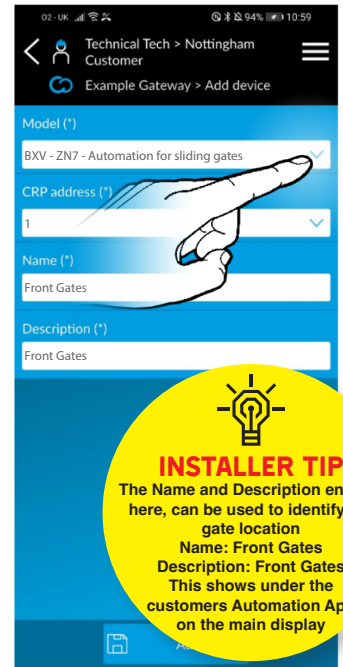 02 - UK 94% 10:59
Technical Tech > Nottingham
Customer
Example Gateway > Add device
Model (*)
BXV - ZN7 - Automation for sliding gates
CRP address (*)
1
Name (*)
Front Gates
Description (*)
Front Gates
INSTALLER TIP
The Name and Description
here, can be used to identify
gate location
Name: Front Gates
Description: Front Gates
This shows under the
customers Automation
on the main display